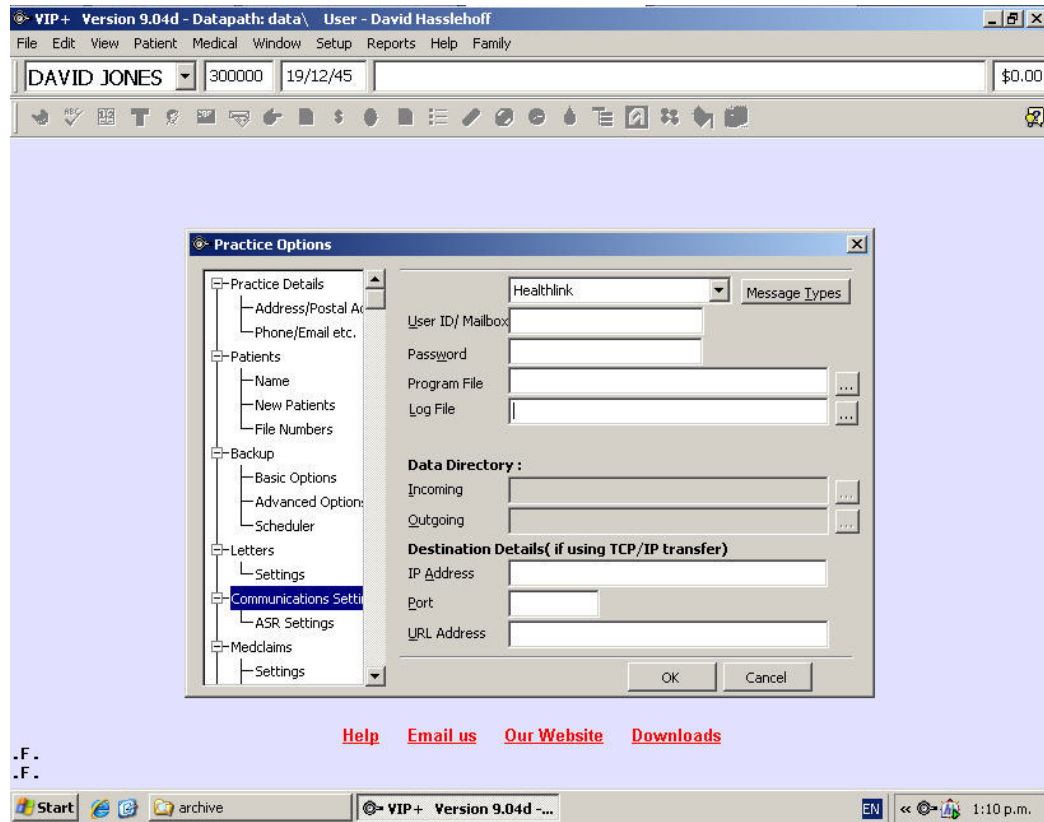 VIP+ Version 9.04d - Datapath: data\ User - David Hasslehoff
File Edit View Patient Medical Window Setup Reports Help Family
DAVID JONES 300000 19/12/45 $0.00
Practice Options
Practice Details
Address/Postal Ac
Phone/Email etc.
Patients
Name
New Patients
File Numbers
Backup
Basic Options
Advanced Option
Scheduler
Letters
Settings
Communications Setti
ASR Settings
Medclaims
Settings
Healthlink Message Types
User ID/ Mailbox
Password
Program File ...
Log File ...
Data Directory :
Incoming ...
Outgoing ...
Destination Details( if using TCP/IP transfer)
IP Address
Port
URL Address
OK Cancel
Help Email us Our Website Downloads
.F.
.F.
Start archive VIP+ Version 9.04d -... EN « 1:10 p.m.